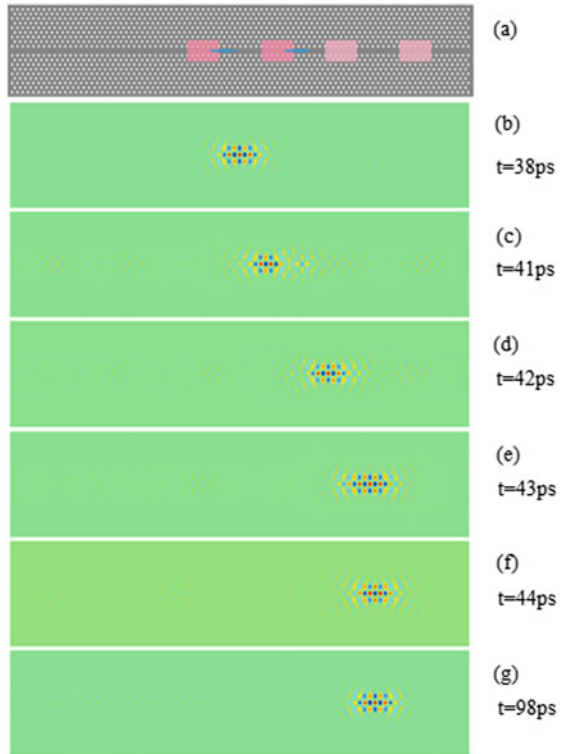 (a)
(b)
t=38ps
(c)
t=41ps
(d)
t=42ps
(e)
t=43ps
(f)
t=44ps
(g)
t=98ps